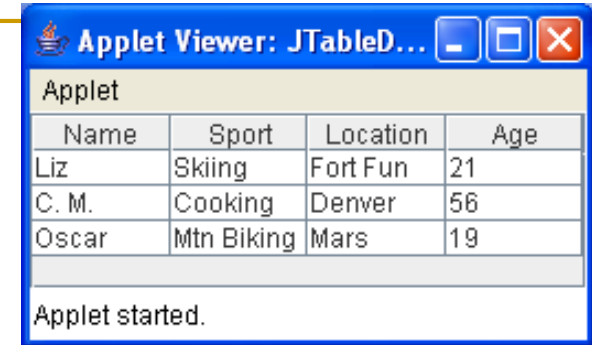 Applet Viewer: JTableD...
Applet
Name Sport Location Age
Liz Skiing Fort Fun 21
C. M. Cooking Denver 56
Oscar Mtn Biking Mars 19
Applet started.